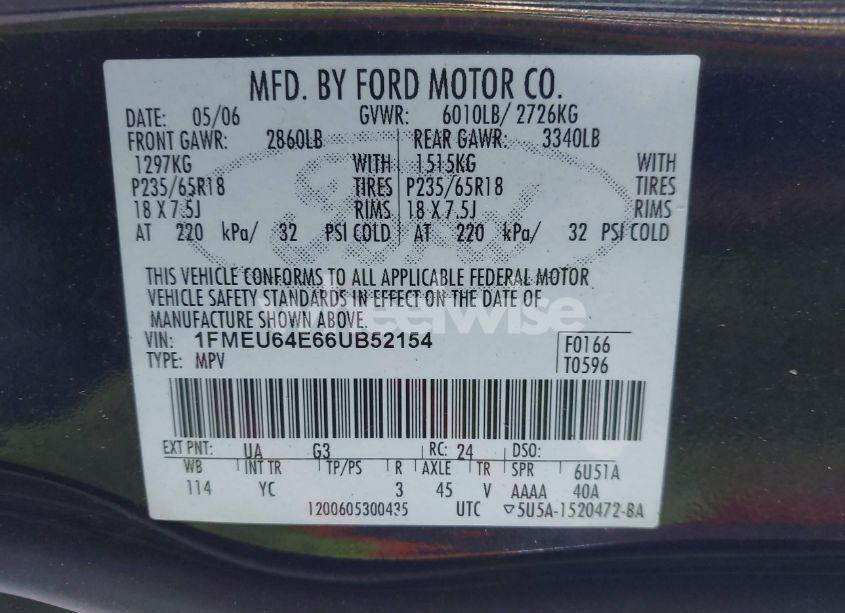 MFD. BY FORD MOTOR CO.
DATE: 05/06 GVWR: 6010LB/ 2726KG
FRONT GAWR: 2860LB REAR GAWR: 3340LB
1297KG WITH 1515KG WITH
P235/65R18 TIRES P235/65R18 TIRES
18 X 7.5J RIMS 18 X 7.5J RIMS
AT 220 kPa/ 32 PSI COLD AT 220 kPa/ 32 PSI COLD
THIS VEHICLE CONFORMS TO ALL APPLICABLE FEDERAL MOTOR
VEHICLE SAFETY STANDARDS IN EFFECT ON THE DATE OF
MANUFACTURE SHOWN ABOVE.
wheelwise
VIN: 1FMEU64E66UB52154 F0166
TYPE: MPV T0596
EXT PNT: UA G3 RC: 24 DSO:
WB INT TR TP/PS R AXLE TR SPR 6U51A
114 YC 3 45 V AAAA 40A
1200605300435 UTC ▽5U5A-1520472-BA